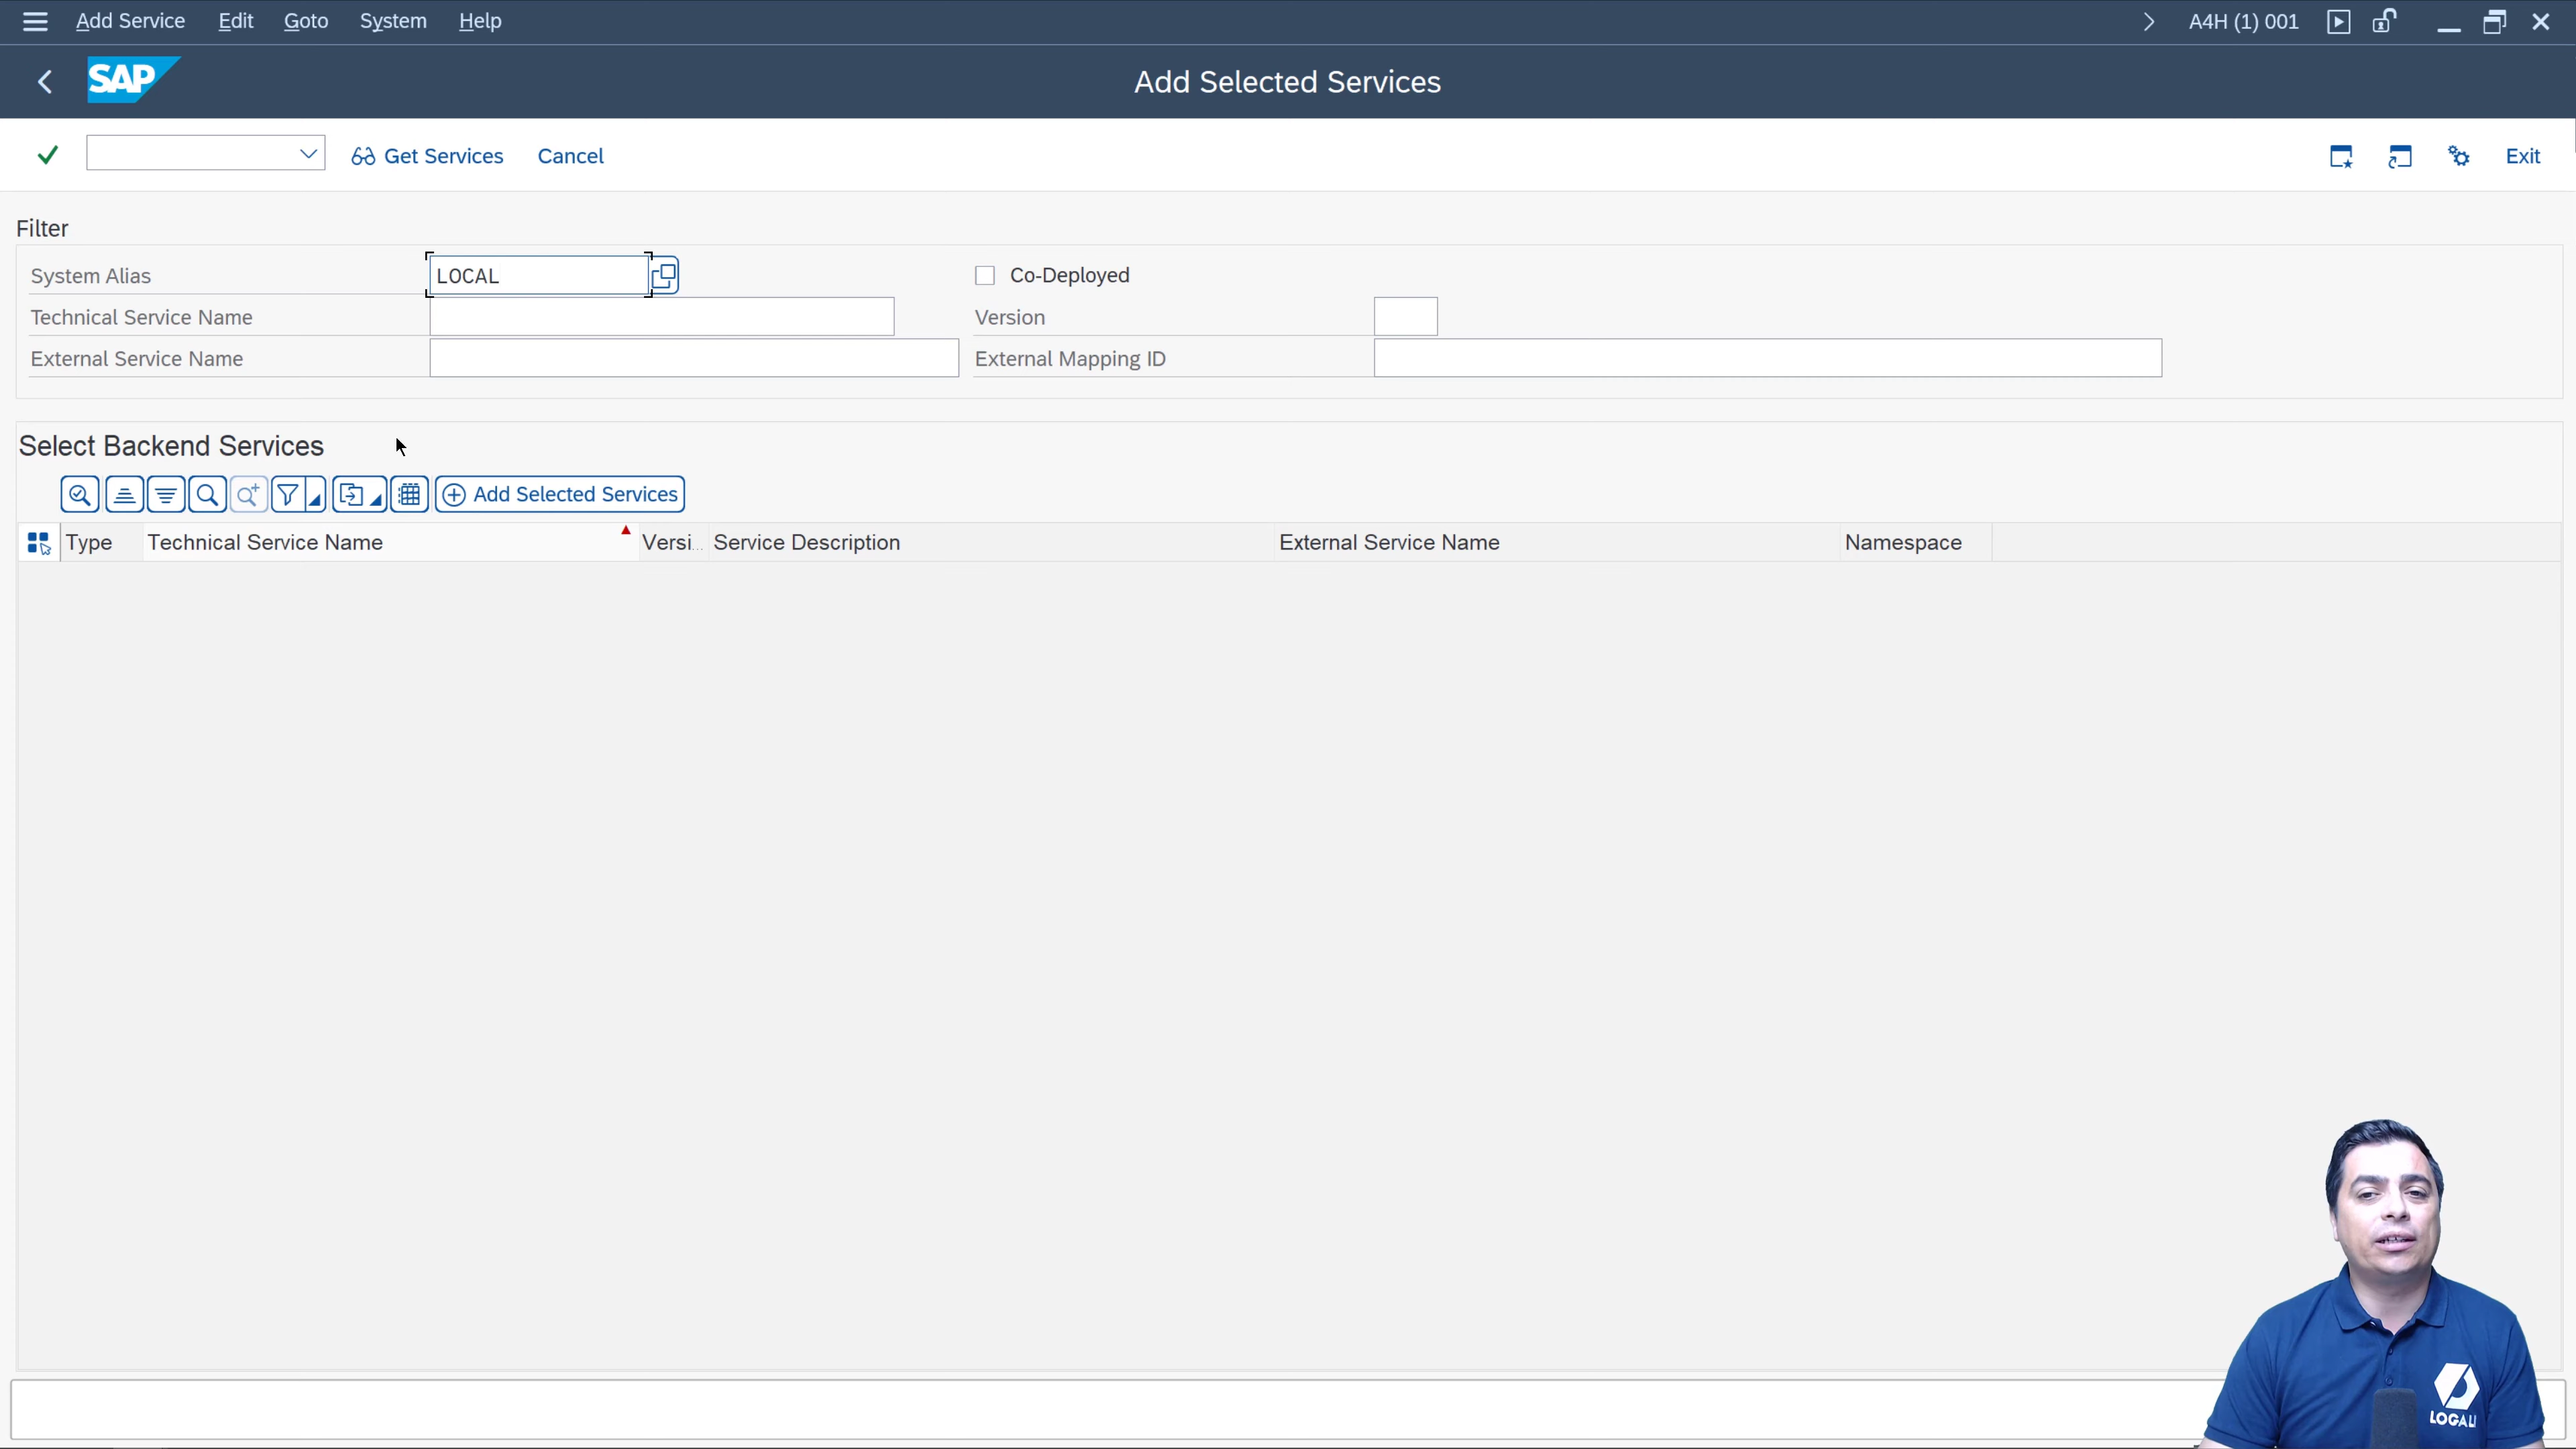 Add Service Edit Goto System Help A4H (1) 001
SAP Add Selected Services
Get Services Cancel Exit
Filter
System Alias LOCAL Co-Deployed
Technical Service Name Version
External Service Name External Mapping ID
Select Backend Services
Add Selected Services
Type Technical Service Name Versi... Service Description External Service Name Namespace
LOGALI